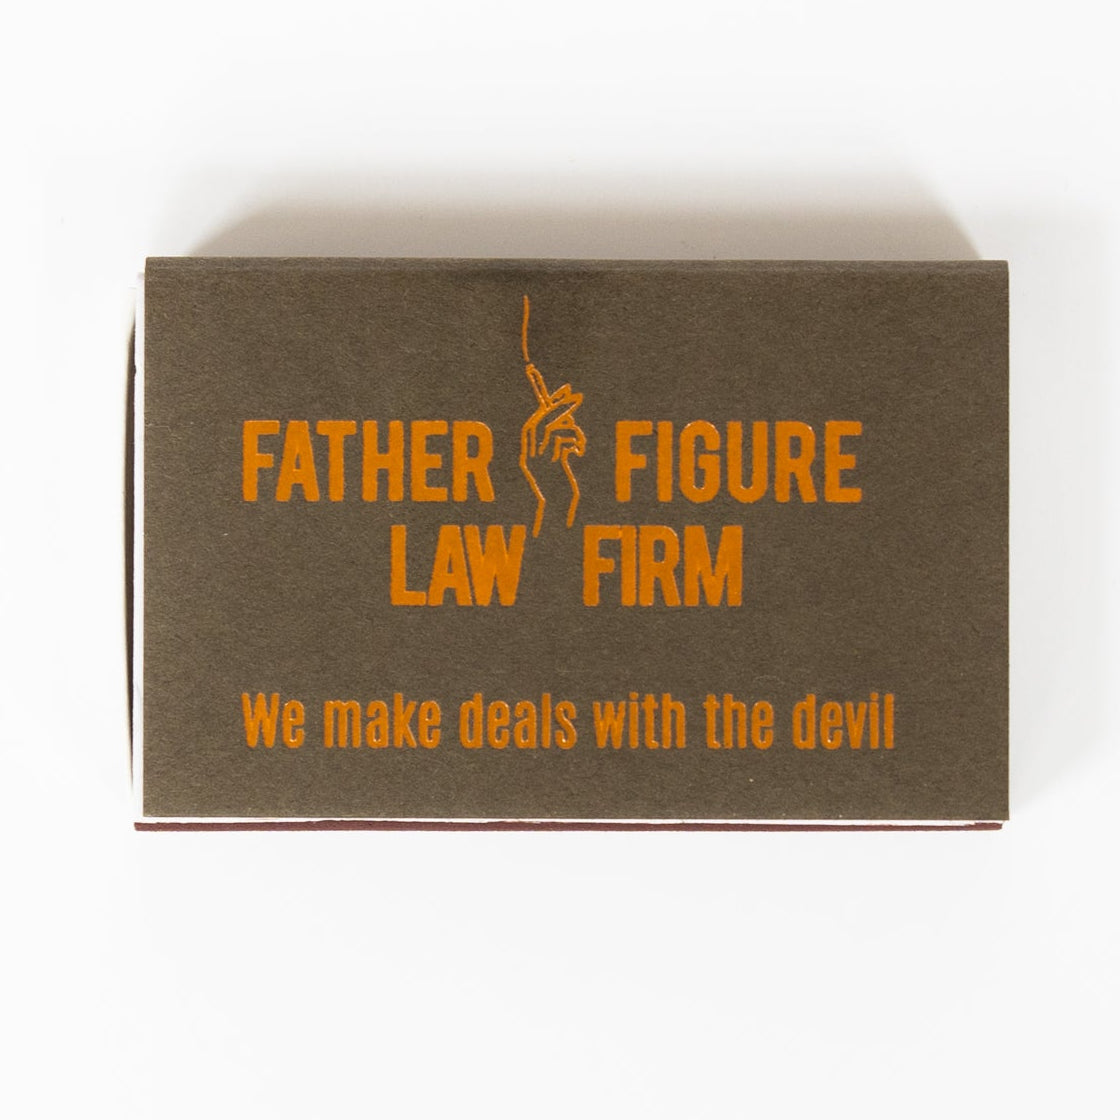 FATHER FIGURE
LAW FIRM
We make deals with the devil